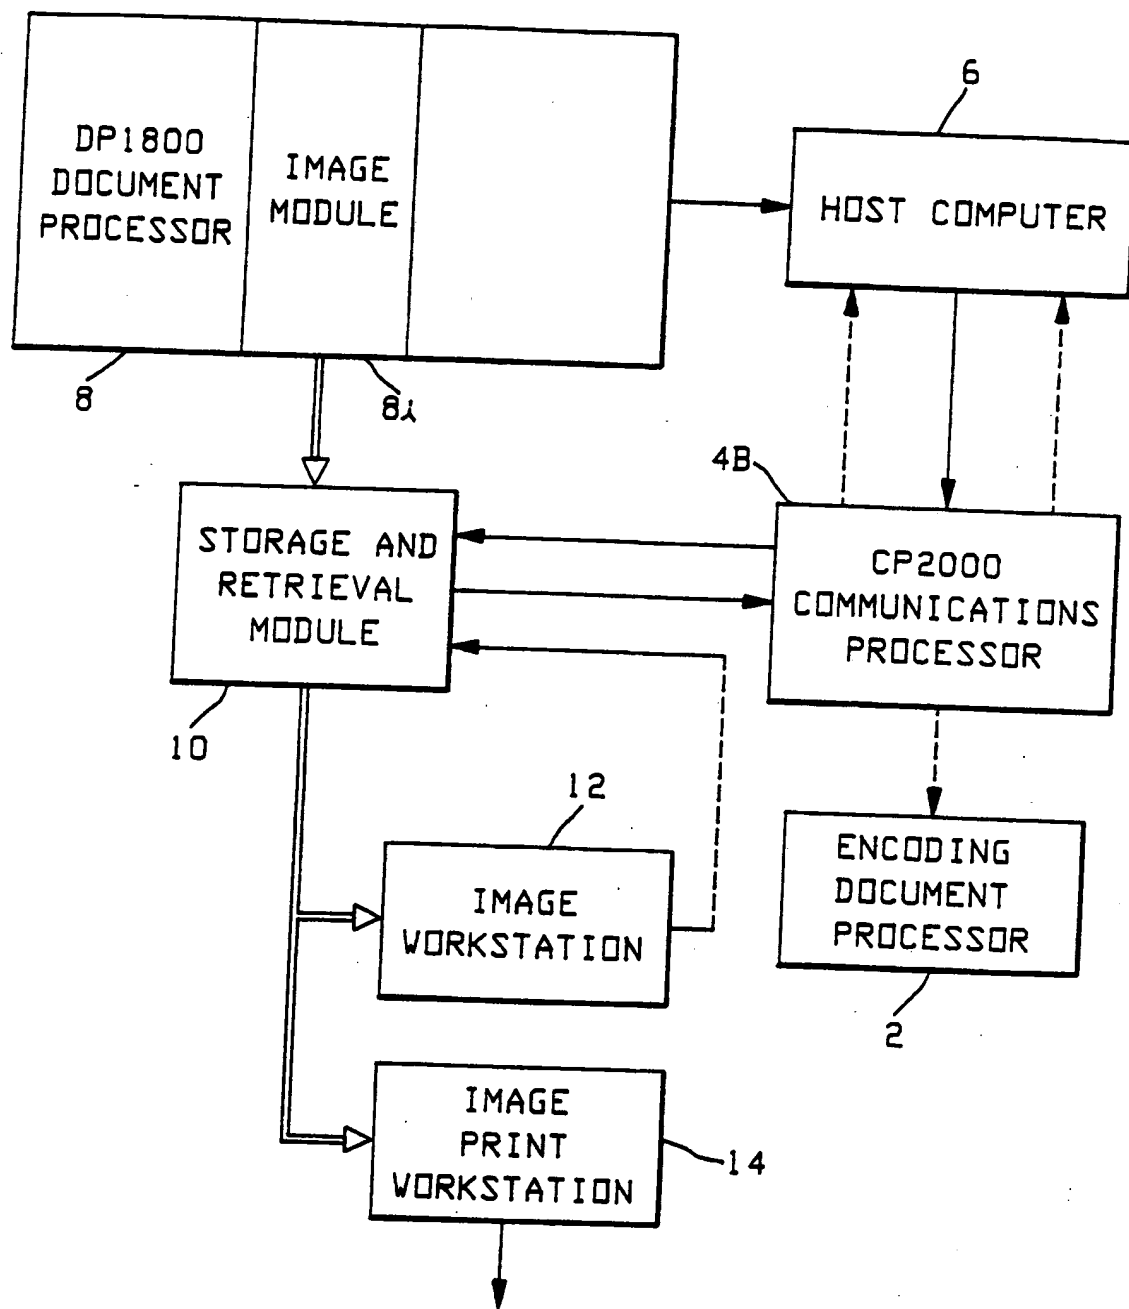 6
DP1800
DOCUMENT
PROCESSOR
IMAGE
MODULE
HOST COMPUTER
8
8i
4B
STORAGE AND
RETRIEVAL
MODULE
CP2000
COMMUNICATIONS
PROCESSOR
10
12
IMAGE
WORKSTATION
ENCODING
DOCUMENT
PROCESSOR
2
IMAGE
PRINT
WORKSTATION
14